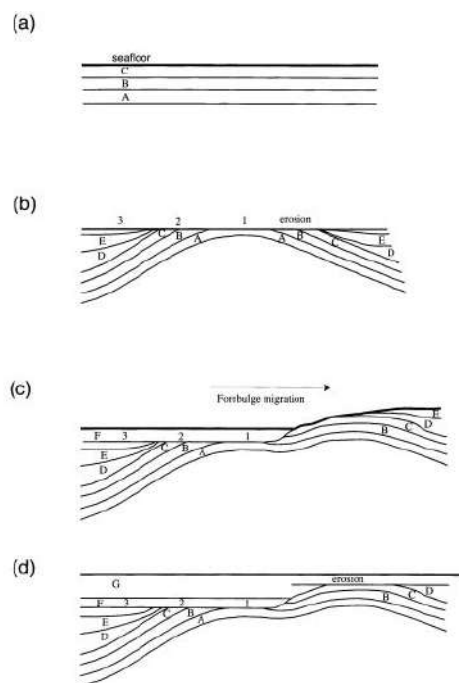 (a)
seafloor
C
B
A
(b)
3 2 1 erosion
E C B A A B C E
D D
(c)
Forebulge migration
F 3 2 1 B C D E
E C B A
D
(d)
G erosion
F 3 2 1 B C D
E C B A
D